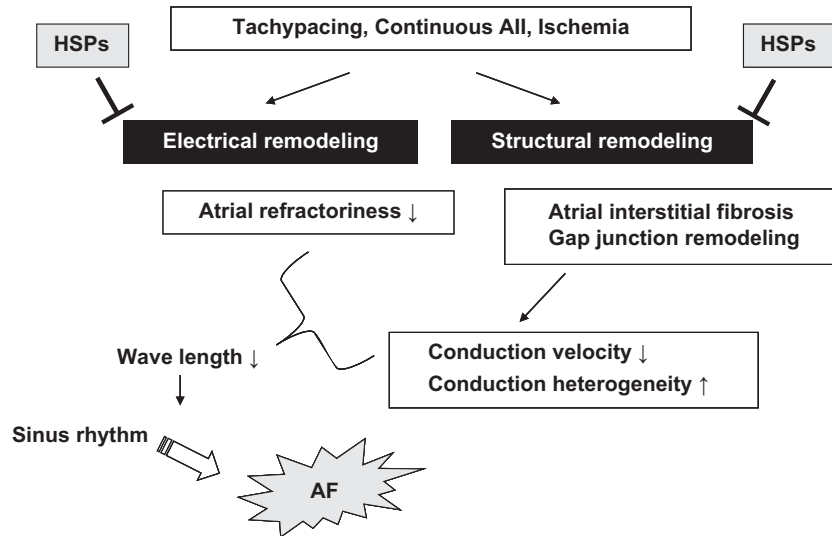 HSPs
Tachypacing, Continuous AII, Ischemia
HSPs
Electrical remodeling
Structural remodeling
Atrial refractoriness ↓
Atrial interstitial fibrosis
Gap junction remodeling
Wave length ↓
Conduction velocity ↓
Conduction heterogeneity ↑
Sinus rhythm
AF